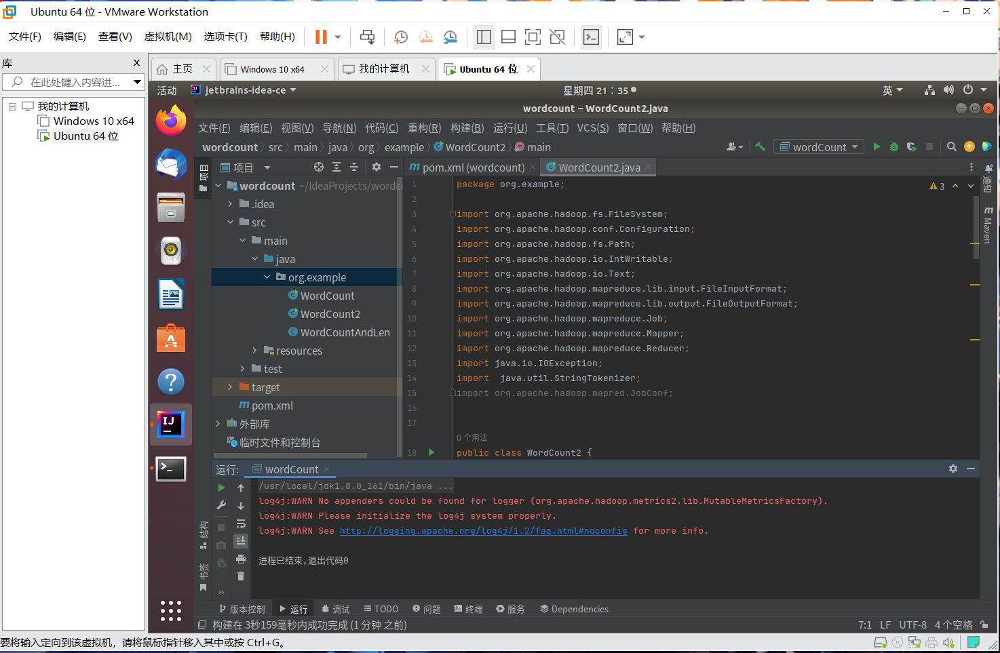 Ubuntu 64 位 - VMware Workstation
文件(F) 编辑(E) 查看(V) 虚拟机(M) 选项卡(T) 帮助(H)
库
在此处键入内容进...
我的计算机
Windows 10 x64
Ubuntu 64 位
主页 Windows 10 x64 我的计算机 Ubuntu 64 位
活动 jetbrains-idea-ce 星期四 21：35 英
wordcount – WordCount2.java
文件(F) 编辑(E) 视图(V) 导航(N) 代码(C) 重构(R) 构建(B) 运行(U) 工具(T) VCS(S) 窗口(W) 帮助(H)
wordcount src main java org example WordCount2 main wordCount
项目
项目
pom.xml (wordcount) WordCount2.java
通知
Maven
wordcount ~/IdeaProjects/wordc
.idea
src
main
java
org.example
WordCount
WordCount2
WordCountAndLen
resources
test
target
pom.xml
外部库
临时文件和控制台
3
1 package org.example;
2
3 import org.apache.hadoop.fs.FileSystem;
4 import org.apache.hadoop.conf.Configuration;
5 import org.apache.hadoop.fs.Path;
6 import org.apache.hadoop.io.IntWritable;
7 import org.apache.hadoop.io.Text;
8 import org.apache.hadoop.mapreduce.lib.input.FileInputFormat;
9 import org.apache.hadoop.mapreduce.lib.output.FileOutputFormat;
10 import org.apache.hadoop.mapreduce.Job;
11 import org.apache.hadoop.mapreduce.Mapper;
12 import org.apache.hadoop.mapreduce.Reducer;
13 import java.io.IOException;
14 import  java.util.StringTokenizer;
15 import org.apache.hadoop.mapred.JobConf;
16
17
0 个用法
18 public class WordCount2 {
运行: wordCount
/usr/local/jdk1.8.0_161/bin/java ...
log4j:WARN No appenders could be found for logger (org.apache.hadoop.metrics2.lib.MutableMetricsFactory).
log4j:WARN Please initialize the log4j system properly.
log4j:WARN See http://logging.apache.org/log4j/1.2/faq.html#noconfig for more info.
进程已结束,退出代码0
结构
书签
版本控制 运行 调试 TODO 问题 终端 服务 Dependencies
构建在 3秒159毫秒内成功完成 (1 分钟 之前) 7:1 LF UTF-8 4 个空格
要将输入定向到该虚拟机，请将鼠标指针移入其中或按 Ctrl+G。